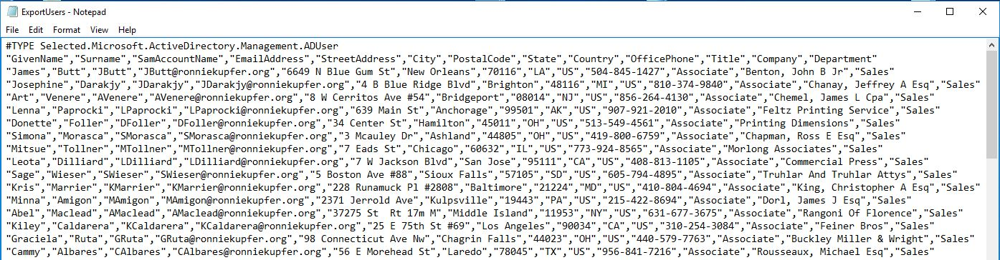 ExportUsers - Notepad
File Edit Format View Help
#TYPE Selected.Microsoft.ActiveDirectory.Management.ADUser
"GivenName","Surname","SamAccountName","EmailAddress","StreetAddress","City","PostalCode","State","Country","OfficePhone","Title","Company","Department"
"James","Butt","JButt","JButt@ronniekupfer.org","6649 N Blue Gum St","New Orleans","70116","LA","US","504-845-1427","Associate","Benton, John B Jr","Sales"
"Josephine","Darakjy","JDarakjy","JDarakjy@ronniekupfer.org","4 B Blue Ridge Blvd","Brighton","48116","MI","US","810-374-9840","Associate","Chanay, Jeffrey A Esq","Sales"
"Art","Venere","AVenere","AVenere@ronniekupfer.org","8 W Cerritos Ave #54","Bridgeport","08014","NJ","US","856-264-4130","Associate","Chemel, James L Cpa","Sales"
"Lenna","Paprocki","LPaprocki","LPaprocki@ronniekupfer.org","639 Main St","Anchorage","99501","AK","US","907-921-2010","Associate","Feltz Printing Service","Sales"
"Donette","Foller","DFoller","DFoller@ronniekupfer.org","34 Center St","Hamilton","45011","OH","US","513-549-4561","Associate","Printing Dimensions","Sales"
"Simona","Morasca","SMorasca","SMorasca@ronniekupfer.org","3 Mcauley Dr","Ashland","44805","OH","US","419-800-6759","Associate","Chapman, Ross E Esq","Sales"
"Mitsue","Tollner","MTollner","MTollner@ronniekupfer.org","7 Eads St","Chicago","60632","IL","US","773-924-8565","Associate","Morlong Associates","Sales"
"Leota","Dilliard","LDilliard","LDilliard@ronniekupfer.org","7 W Jackson Blvd","San Jose","95111","CA","US","408-813-1105","Associate","Commercial Press","Sales"
"Sage","Wieser","SWieser","SWieser@ronniekupfer.org","5 Boston Ave #88","Sioux Falls","57105","SD","US","605-794-4895","Associate","Truhlar And Truhlar Attys","Sales"
"Kris","Marrier","KMarrier","KMarrier@ronniekupfer.org","228 Runamuck Pl #2808","Baltimore","21224","MD","US","410-804-4694","Associate","King, Christopher A Esq","Sales"
"Minna","Amigon","MAmigon","MAmigon@ronniekupfer.org","2371 Jerrold Ave","Kulpsville","19443","PA","US","215-422-8694","Associate","Dorl, James J Esq","Sales"
"Abel","Maclead","AMaclead","AMaclead@ronniekupfer.org","37275 St  Rt 17m M","Middle Island","11953","NY","US","631-677-3675","Associate","Rangoni Of Florence","Sales"
"Kiley","Caldarera","KCaldarera","KCaldarera@ronniekupfer.org","25 E 75th St #69","Los Angeles","90034","CA","US","310-254-3084","Associate","Feiner Bros","Sales"
"Graciela","Ruta","GRuta","GRuta@ronniekupfer.org","98 Connecticut Ave Nw","Chagrin Falls","44023","OH","US","440-579-7763","Associate","Buckley Miller & Wright","Sales"
"Cammy","Albares","CAlbares","CAlbares@ronniekupfer.org","56 E Morehead St","Laredo","78045","TX","US","956-841-7216","Associate","Rousseaux, Michael Esq","Sales"